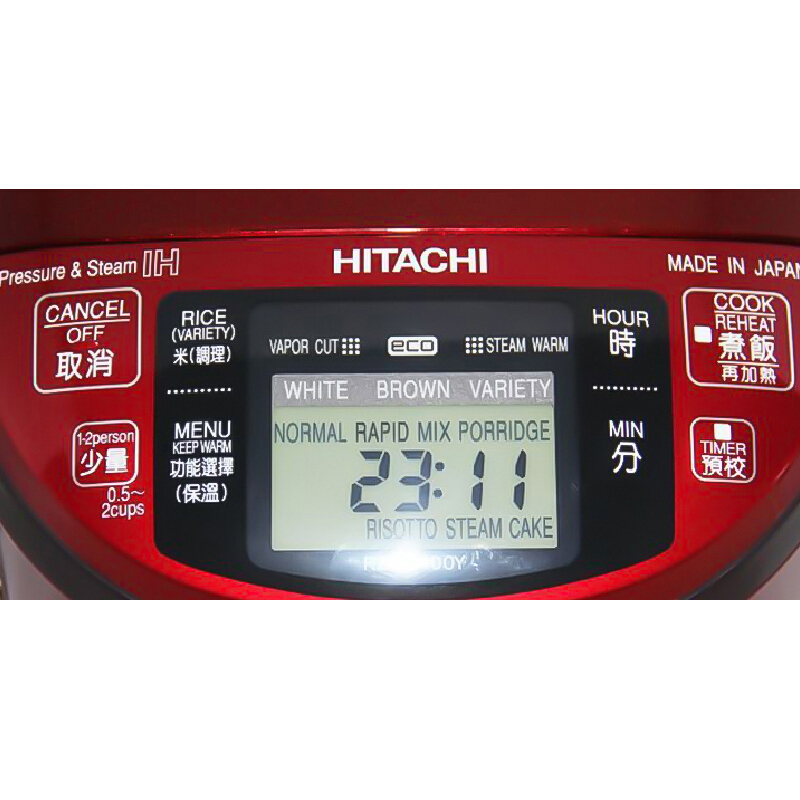 Pressure & Steam IH
HITACHI
MADE IN JAPAN
CANCEL
OFF
取消
1-2person
少量
0.5~
2cups
RICE
(VARIETY)
米(調理)
MENU
KEEP WARM
功能選擇
(保溫)
VAPOR CUT eco STEAM WARM
WHITE BROWN VARIETY
NORMAL RAPID MIX PORRIDGE
23:11
RISOTTO STEAM CAKE
HOUR
時
MIN
分
COOK
REHEAT
煮飯
再加熱
TIMER
預校